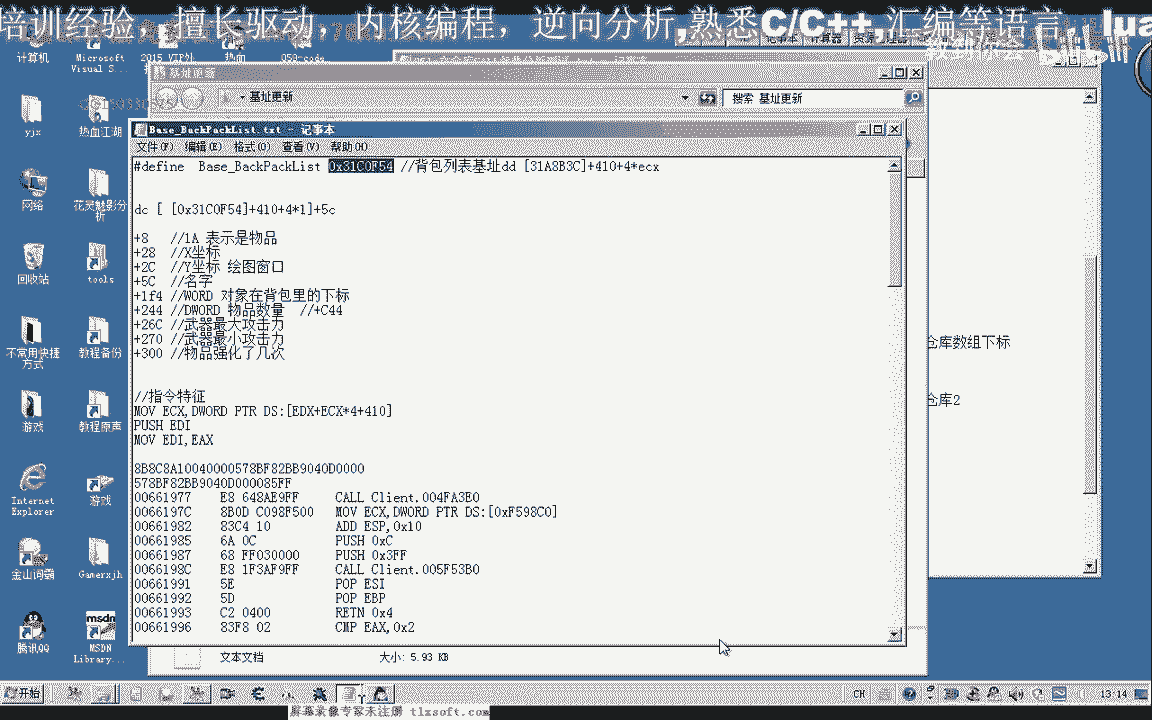 培训经验，擅长驱动，内核编程，逆向分析,熟悉C/C++ 汇编等语言，lua
计算机
Microsoft Visual S...
2015 VIP外
热血
050-code
基址更新
基址更新
搜索 基址更新
Base_BackPackList.txt - 记事本
文件(F) 编辑(E) 格式(O) 查看(V) 帮助(H)
#define Base_BackPackList 0x31C0F54 //背包列表基址dd [31A8B3C]+410+4*ecx
dc [ [0x31C0F54]+410+4*1]+5c
+8 //1A 表示是物品
+28 //X坐标
+2C //Y坐标 绘图窗口
+5C //名字
+1f4 //WORD 对象在背包里的下标
+244 //DWORD 物品数量 //+C44
+26C //武器最大攻击力
+270 //武器最小攻击力
+300 //物品强化了几次
//指令特征
MOV ECX,DWORD PTR DS:[EDX+ECX*4+410]
PUSH EDI
MOV EDI,EAX
8B8C8A10040000578BF82BB9040D0000
578BF82BB9040D000085FF
00661977 E8 648AE9FF CALL Client.004FA3E0
0066197C 8B0D C098F500 MOV ECX,DWORD PTR DS:[0xF598C0]
00661982 83C4 10 ADD ESP,0x10
00661985 6A 0C PUSH 0xC
00661987 68 FF030000 PUSH 0x3FF
0066198C E8 1F3AF9FF CALL Client.005F53B0
00661991 5E POP ESI
00661992 5D POP EBP
00661993 C2 0400 RETN 0x4
00661996 83F8 02 CMP EAX,0x2
仓库数组下标
仓库2
文本文档
大小: 5.93 KB
yjx
热血江湖
网络
花灵魅影分析
回收站
tools
不常用快捷方式
教程备份
游戏
教程原声
Internet Explorer
游戏
金山词霸
Gamerxjh
腾讯QQ
msdn
MSDN Library...
开始
CH
13:14
屏幕录像专家未注册 tlxsoft.com